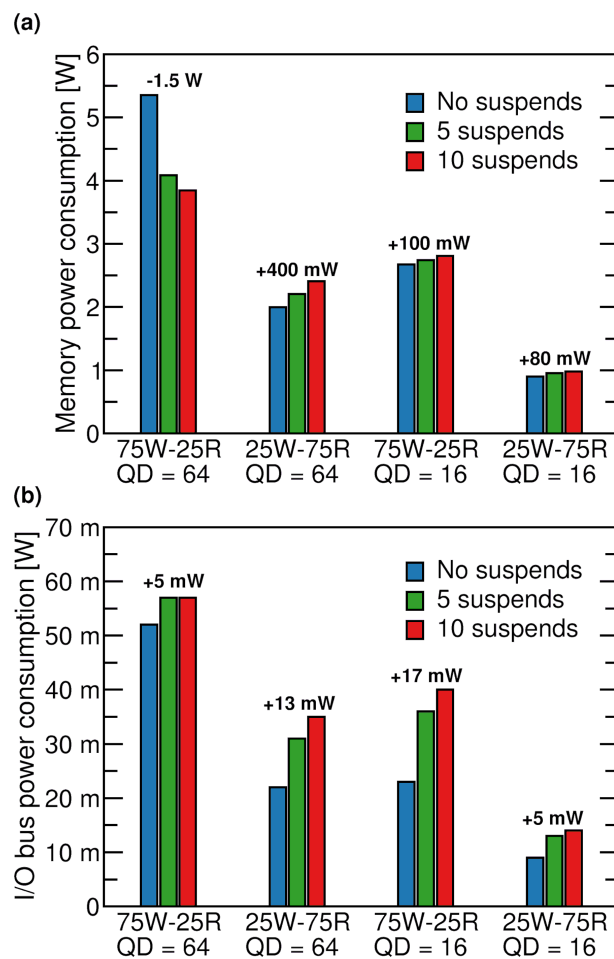 (a)
Memory power consumption [W]
6
5
4
3
2
1
0
-1.5 W
+400 mW
+100 mW
+80 mW
No suspends
5 suspends
10 suspends
75W-25R
QD = 64
25W-75R
QD = 64
75W-25R
QD = 16
25W-75R
QD = 16
(b)
I/O bus power consumption [W]
70 m
60 m
50 m
40 m
30 m
20 m
10 m
0
+5 mW
+13 mW
+17 mW
+5 mW
No suspends
5 suspends
10 suspends
75W-25R
QD = 64
25W-75R
QD = 64
75W-25R
QD = 16
25W-75R
QD = 16